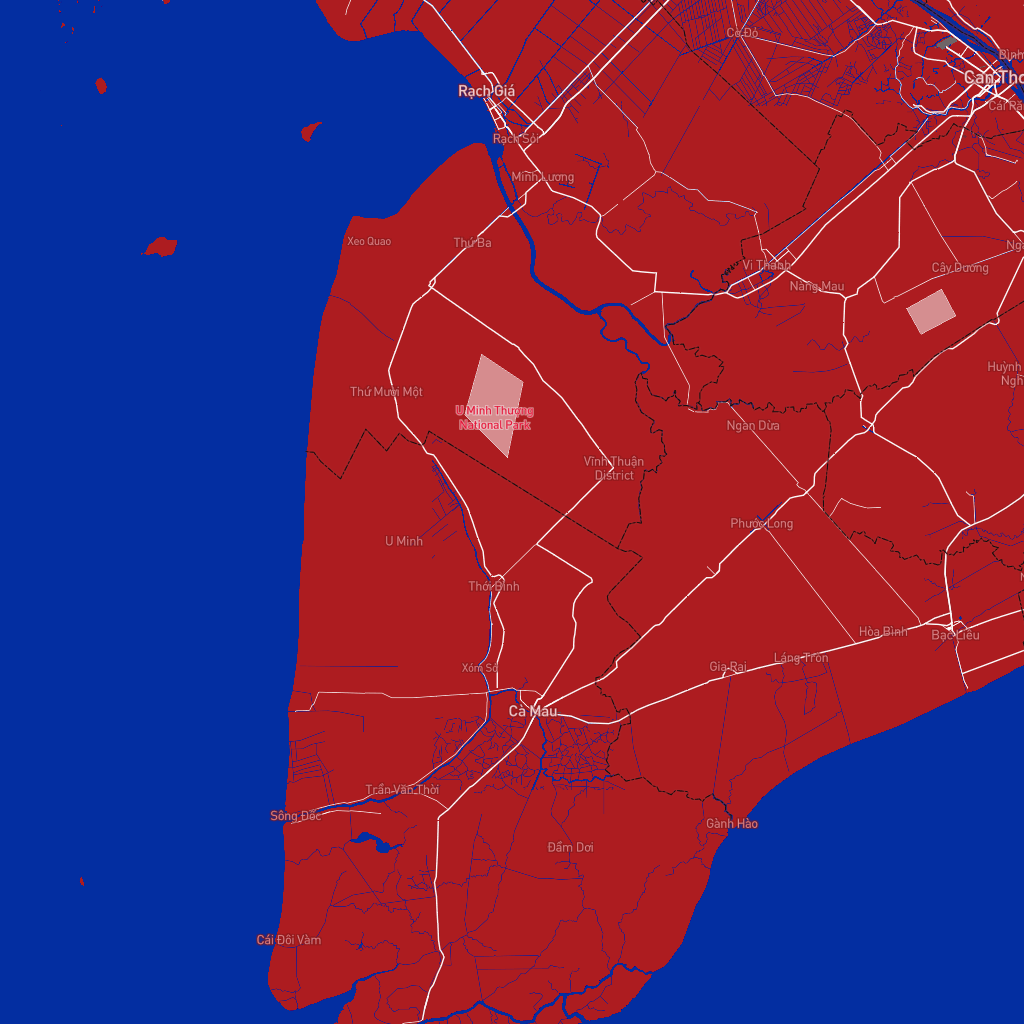 Cờ Đỏ
Bình
Cần Thơ
Rạch Giá
Cái Ră
Rạch Sỏi
Minh Lương
Xeo Quao
Thứ Ba
Vị Thanh
Nàng Mau
Cây Dương
Ngã
Huỳnh
Ngh
Thứ Mười Một
U Minh Thượng
National Park
Ngan Dừa
Vĩnh Thuận
District
Phước Long
U Minh
Thới Bình
Hòa Bình
Bạc Liêu
Láng Tròn
Gia Rai
Xóm Sở
Cà Mau
Trần Văn Thời
Sông Đốc
Gành Hào
Đầm Dơi
Cái Đôi Vàm